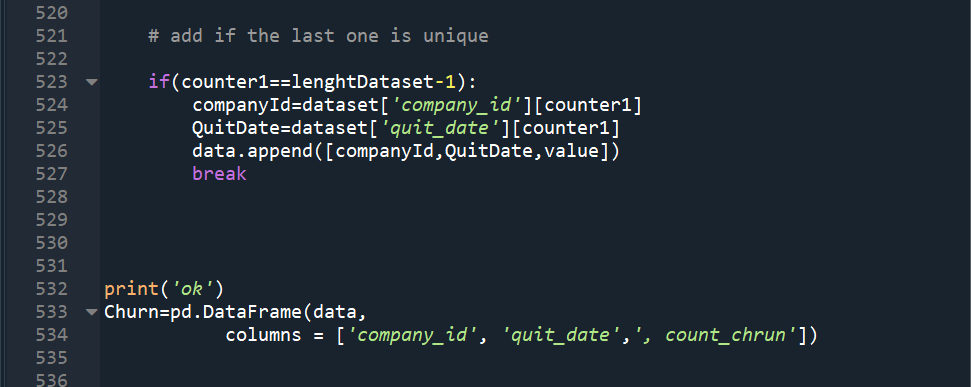 520
521 # add if the last one is unique
522
523 if(counter1==lenghtDataset-1):
524 companyId=dataset['company_id'][counter1]
525 QuitDate=dataset['quit_date'][counter1]
526 data.append([companyId,QuitDate,value])
527 break
528
529
530
531
532 print('ok')
533 Churn=pd.DataFrame(data,
534 columns = ['company_id', 'quit_date',', count_chrun'])
535
536